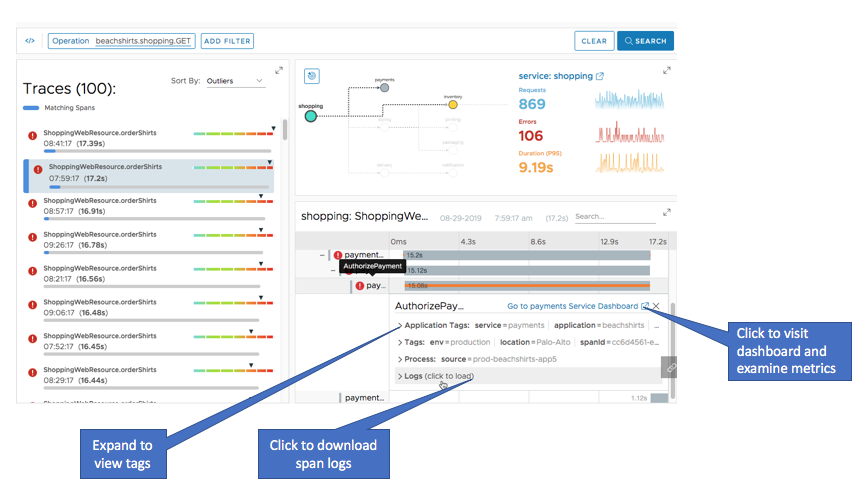 </> Operation beachshirts.shopping.GET ADD FILTER CLEAR SEARCH
Traces (100):
Sort By: Outliers
Matching Spans
ShoppingWebResource.orderShirts
08:41:17 (17.39s)
ShoppingWebResource.orderShirts
07:59:17 (17.2s)
ShoppingWebResource.orderShirts
08:57:17 (16.91s)
ShoppingWebResource.orderShirts
09:26:17 (16.78s)
ShoppingWebResource.orderShirts
08:21:17 (16.56s)
ShoppingWebResource.orderShirts
09:06:17 (16.48s)
ShoppingWebResource.orderShirts
07:52:17 (16.45s)
ShoppingWebResource.orderShirts
08:29:17 (16.44s)
payments
shopping
inventory
styling
printing
packaging
delivery
notification
service: shopping
Requests
869
Errors
106
Duration (P95)
9.19s
shopping: ShoppingWe... 08-29-2019 7:59:17 am (17.2s) Search...
0ms 4.3s 8.6s 12.9s 17.2s
payment... 15.2s
15.12s
AuthorizePayment
pay... 15.08s
AuthorizePay... Go to payments Service Dashboard
Application Tags: service = payments application = beachshirts ...
Tags: env = production location = Palo-Alto spanId = cc6d4561-e...
Process: source = prod-beachshirts-app5
Logs (click to load)
payment... 1.12s
Click to visit
dashboard and
examine metrics
Expand to
view tags
Click to download
span logs